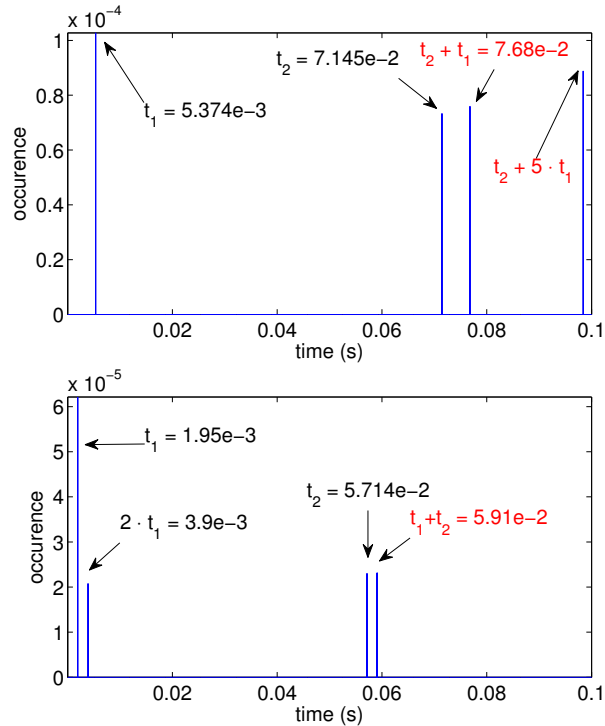 x 10⁻⁴
1
0.8
0.6
0.4
0.2
0
occurence
t₁ = 5.374e−3
t₂ = 7.145e−2
t₂ + t₁ = 7.68e−2
t₂ + 5 · t₁
0.02 0.04 0.06 0.08 0.1
time (s)
x 10⁻⁵
6
5
4
3
2
1
0
occurence
t₁ = 1.95e−3
2 · t₁ = 3.9e−3
t₂ = 5.714e−2
t₁+t₂ = 5.91e−2
0.02 0.04 0.06 0.08 0.1
time (s)